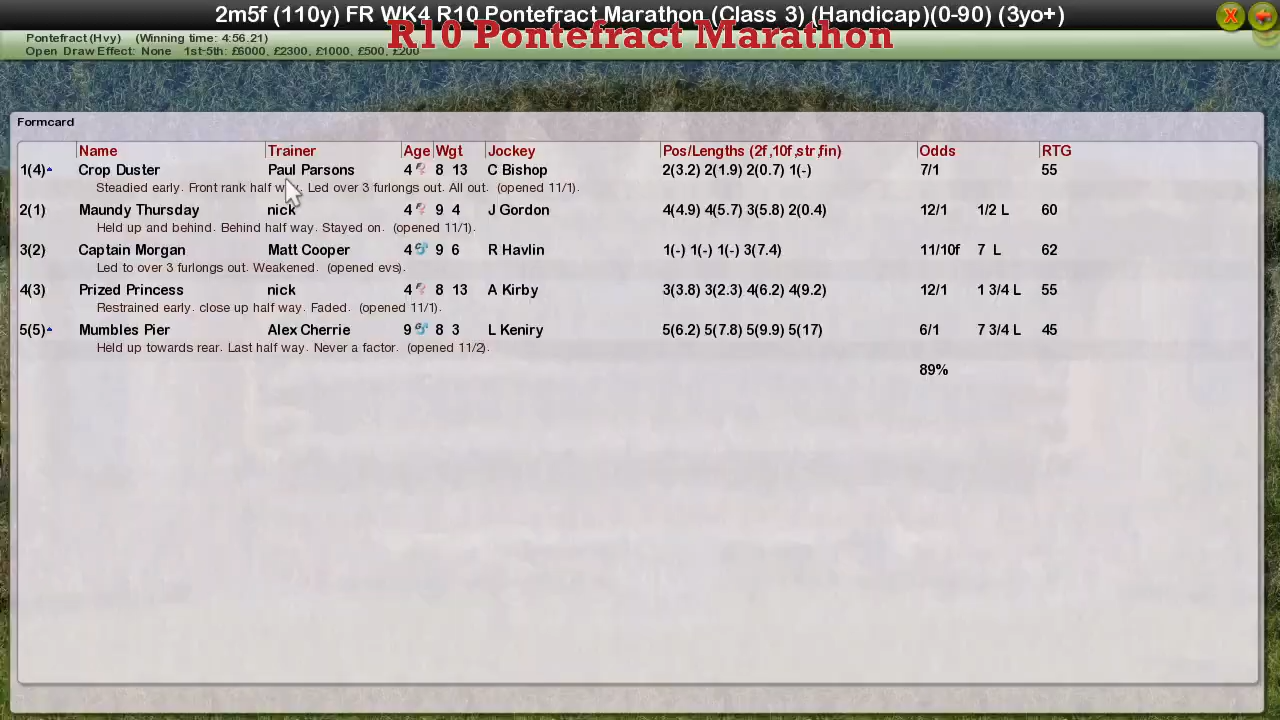 2m5f (110y) FR WK4 R10 Pontefract Marathon (Class 3) (Handicap)(0-90) (3yo+)
R10 Pontefract Marathon
Pontefract (Hvy) (Winning time: 4:56.21)
Open Draw Effect: None 1st-5th: £6000, £2300, £1000, £500, £200
Formcard
Name Trainer Age Wgt Jockey Pos/Lengths (2f,10f,str,fin) Odds RTG
1(4) Crop Duster Paul Parsons 4 8 13 C Bishop 2(3.2) 2(1.9) 2(0.7) 1(-) 7/1 55
Steadied early. Front rank half way. Led over 3 furlongs out. All out. (opened 11/1).
2(1) Maundy Thursday nick 4 9 4 J Gordon 4(4.9) 4(5.7) 3(5.8) 2(0.4) 12/1 1/2 L 60
Held up and behind. Behind half way. Stayed on. (opened 11/1).
3(2) Captain Morgan Matt Cooper 4 9 6 R Havlin 1(-) 1(-) 1(-) 3(7.4) 11/10f 7 L 62
Led to over 3 furlongs out. Weakened. (opened evs).
4(3) Prized Princess nick 4 8 13 A Kirby 3(3.8) 3(2.3) 4(6.2) 4(9.2) 12/1 1 3/4 L 55
Restrained early. close up half way. Faded. (opened 11/1).
5(5) Mumbles Pier Alex Cherrie 9 8 3 L Keniry 5(6.2) 5(7.8) 5(9.9) 5(17) 6/1 7 3/4 L 45
Held up towards rear. Last half way. Never a factor. (opened 11/2).
89%